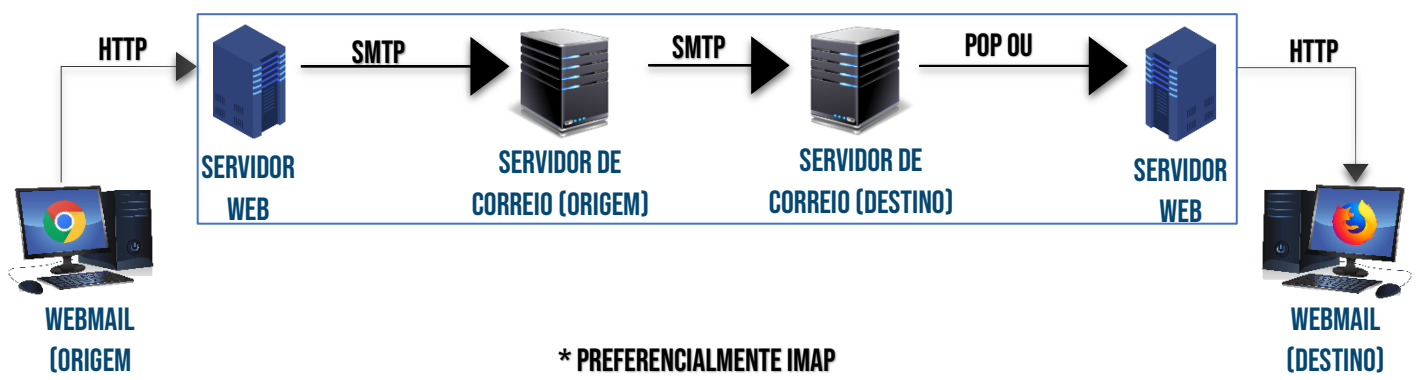 HTTP
SMTP
SMTP
POP OU
HTTP
SERVIDOR
WEB
SERVIDOR DE
CORREIO (ORIGEM)
SERVIDOR DE
CORREIO (DESTINO)
SERVIDOR
WEB
WEBMAIL
(ORIGEM
WEBMAIL
(DESTINO)
* PREFERENCIALMENTE IMAP